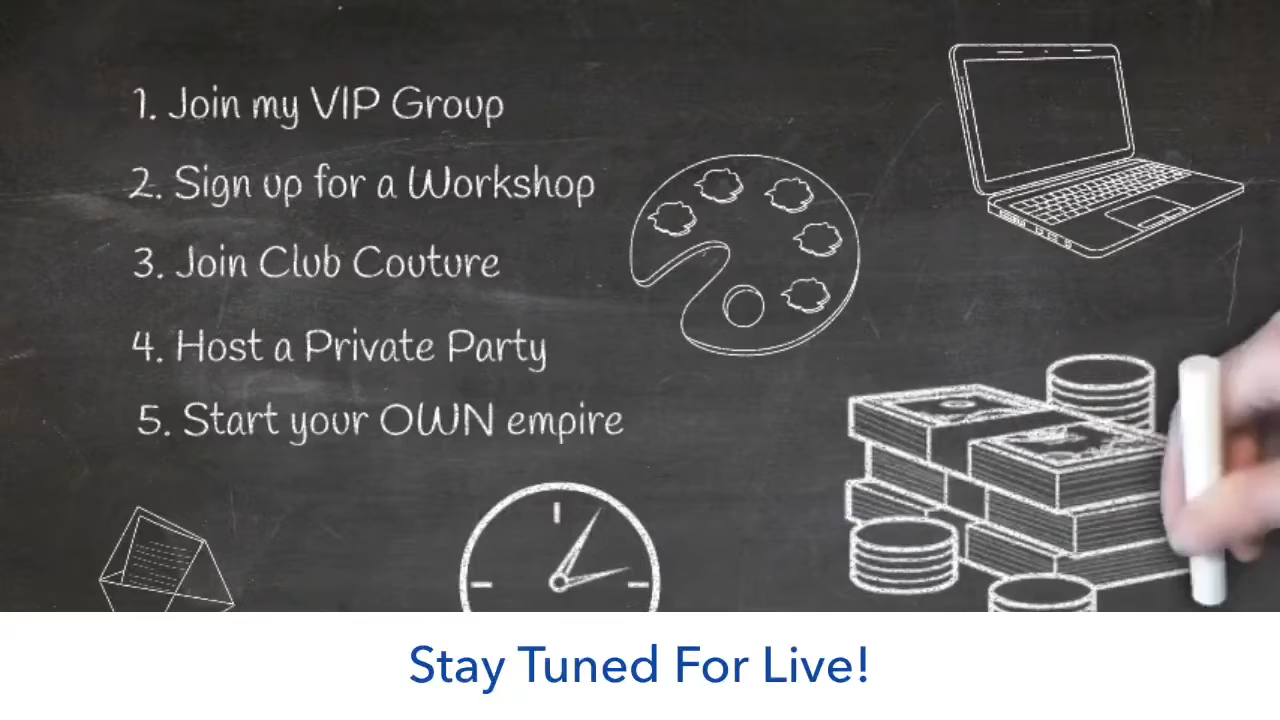 1. Join my VIP Group
2. Sign up for a Workshop
3. Join Club Couture
4. Host a Private Party
5. Start your OWN empire
Stay Tuned For Live!